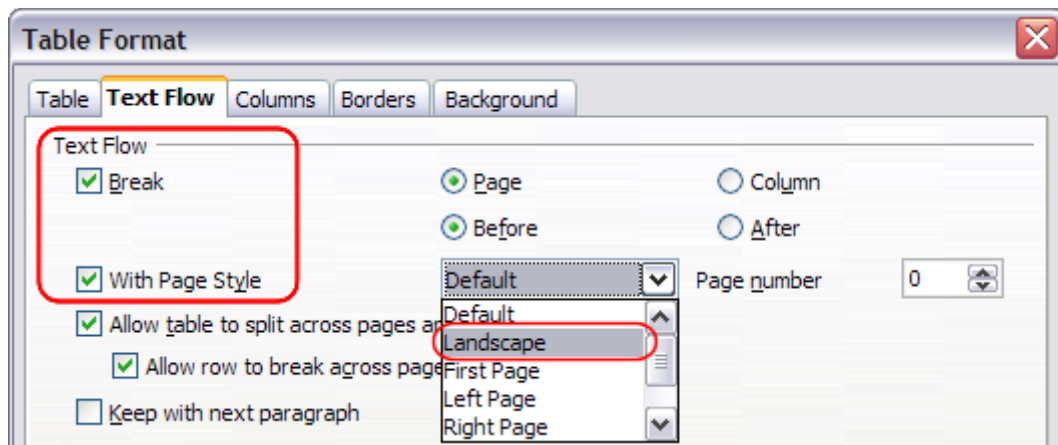 Table Format
Table Text Flow Columns Borders Background
Text Flow
Break Page Column
Before After
With Page Style Default Page number 0
Allow table to split across pages
Default
Landscape
Allow row to break across
First Page
Left Page
Keep with next paragraph
Right Page